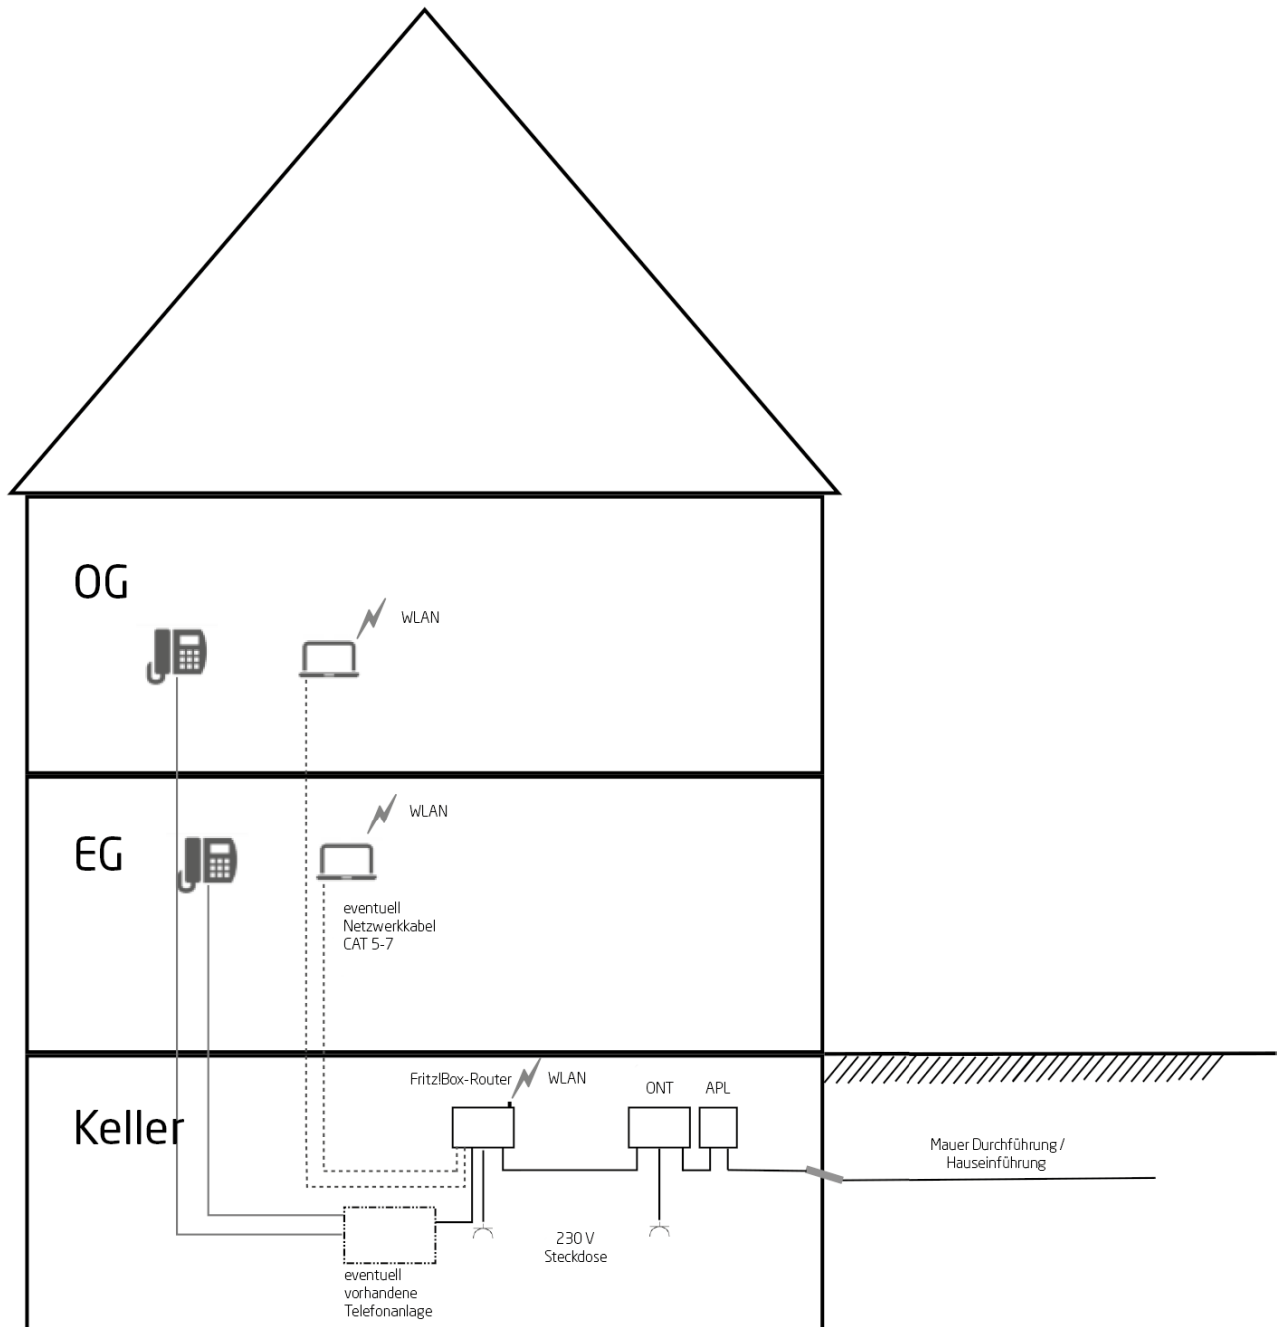 OG
WLAN
EG
WLAN
eventuell
Netzwerkkabel
CAT 5-7
Keller
Fritz!Box-Router
WLAN
ONT
APL
Mauer Durchführung /
Hauseinführung
230 V
Steckdose
eventuell
vorhandene
Telefonanlage